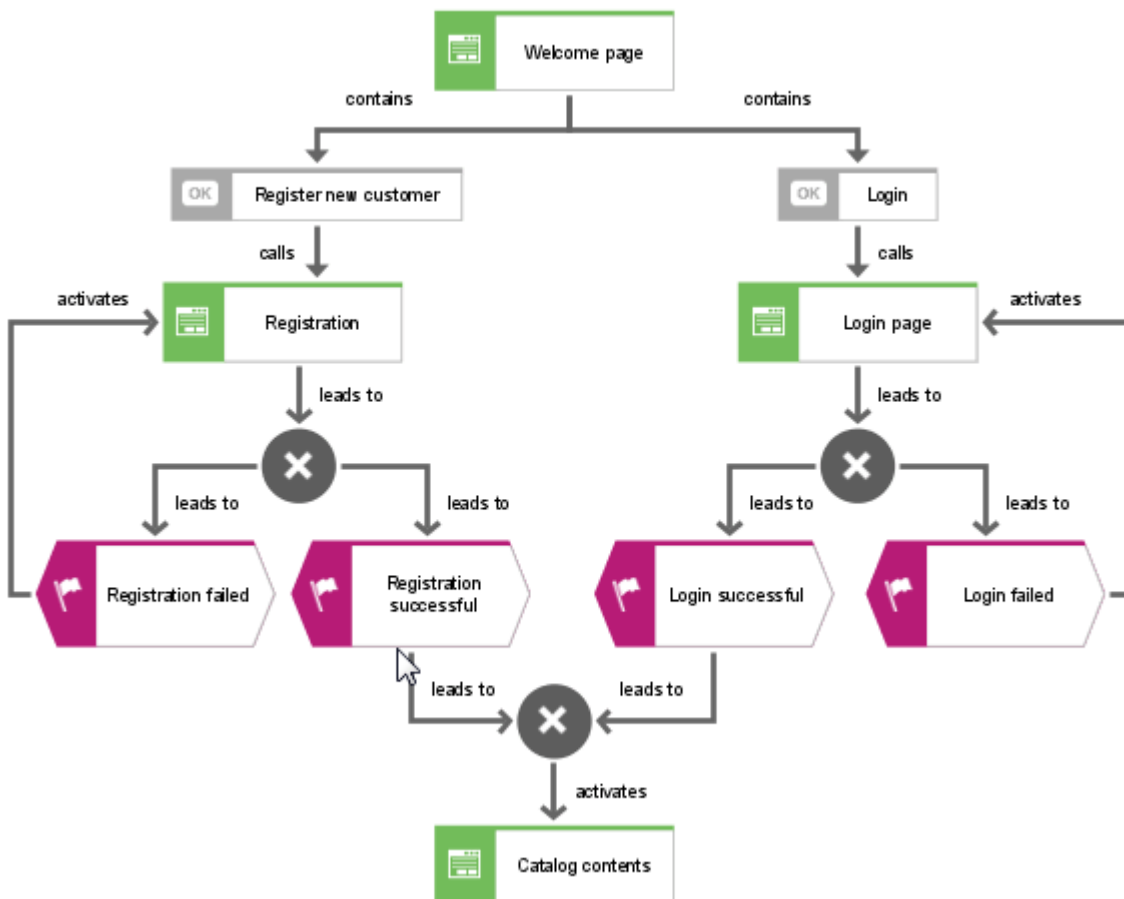 Welcome page
contains
contains
OK
Register new customer
OK
Login
calls
calls
activates
Registration
Login page
activates
leads to
leads to
leads to
leads to
leads to
leads to
Registration failed
Registration
successful
Login successful
Login failed
leads to
leads to
activates
Catalog contents